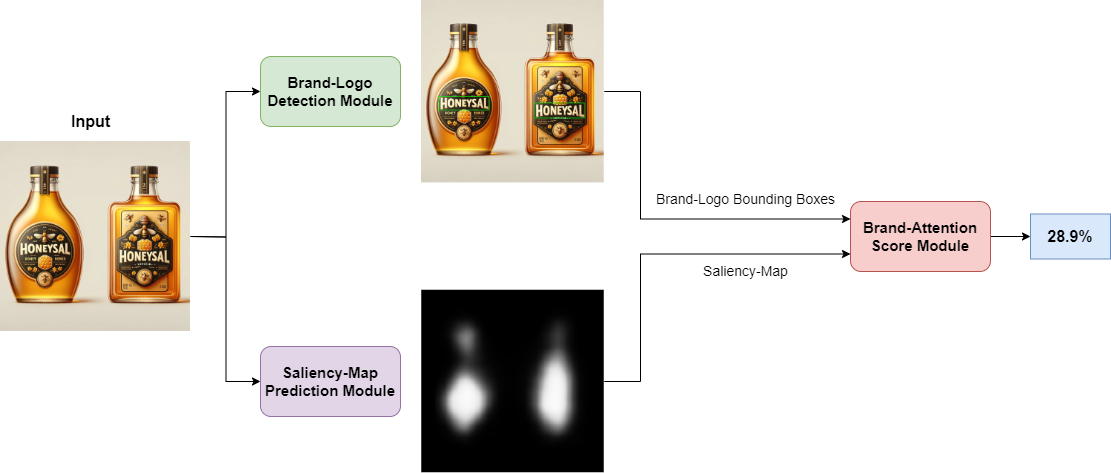 Input
Brand-Logo
Detection Module
HONEYSAL
HONEYSAL
HONEYSAL
HONEYSAL
Brand-Logo Bounding Boxes
Brand-Attention
Score Module
28.9%
Saliency-Map
Saliency-Map
Prediction Module